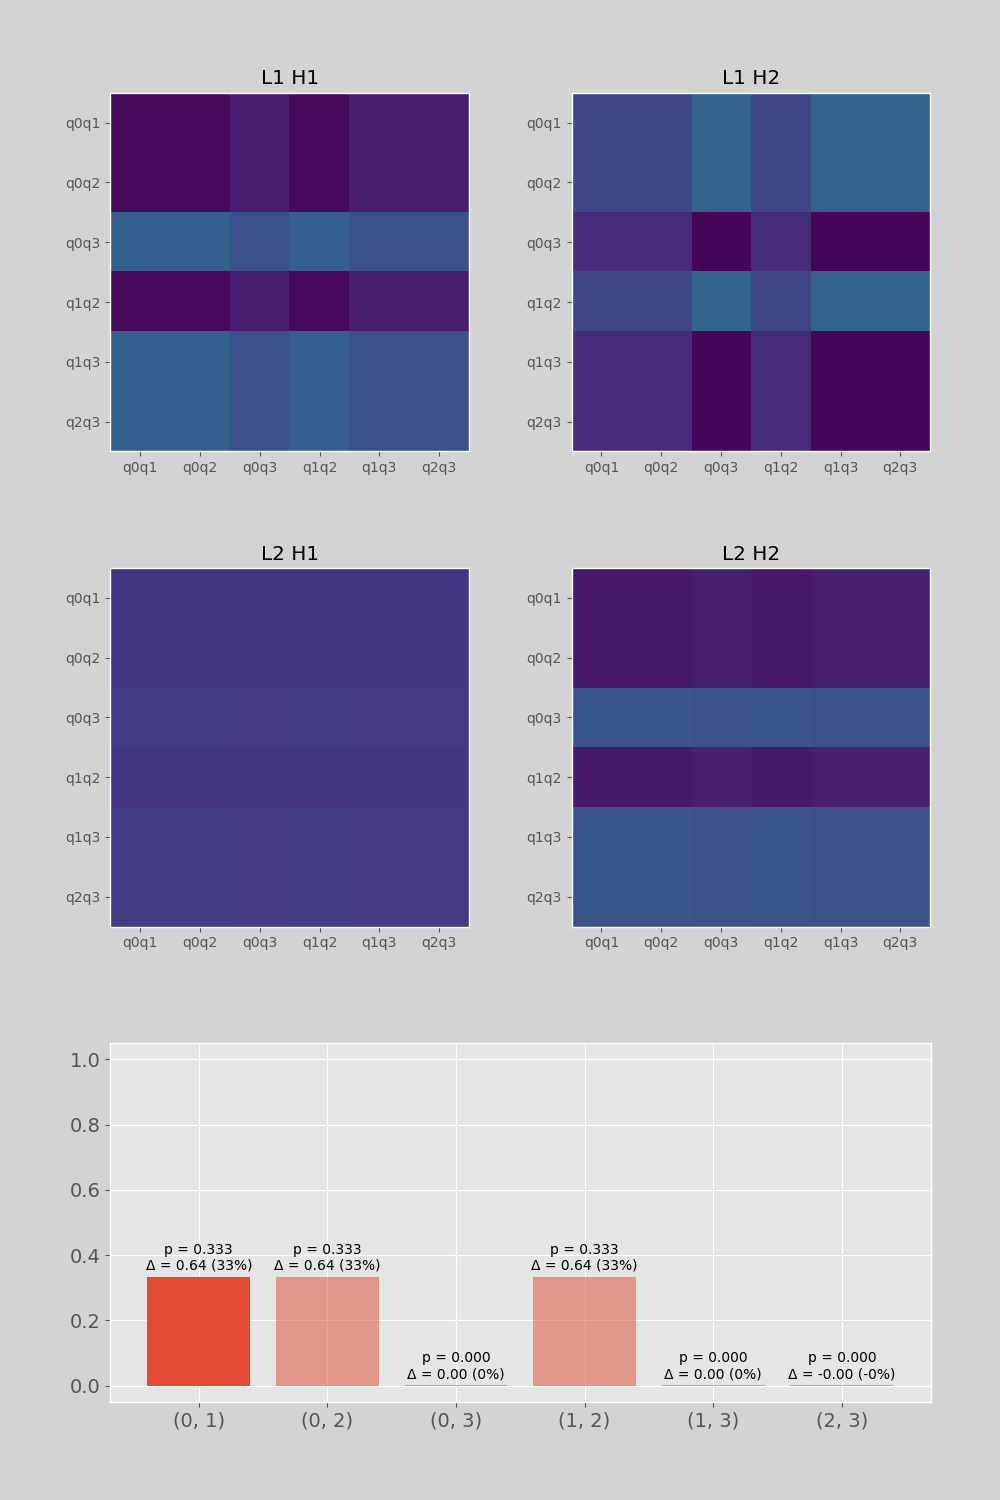 L1 H1
q0q1
q0q2
q0q3
q1q2
q1q3
q2q3
q0q1 q0q2 q0q3 q1q2 q1q3 q2q3
L1 H2
q0q1
q0q2
q0q3
q1q2
q1q3
q2q3
q0q1 q0q2 q0q3 q1q2 q1q3 q2q3
L2 H1
q0q1
q0q2
q0q3
q1q2
q1q3
q2q3
q0q1 q0q2 q0q3 q1q2 q1q3 q2q3
L2 H2
q0q1
q0q2
q0q3
q1q2
q1q3
q2q3
q0q1 q0q2 q0q3 q1q2 q1q3 q2q3
1.0
0.8
0.6
0.4
0.2
0.0
p = 0.333
Δ = 0.64 (33%)
p = 0.333
Δ = 0.64 (33%)
p = 0.000
Δ = 0.00 (0%)
p = 0.333
Δ = 0.64 (33%)
p = 0.000
Δ = 0.00 (0%)
p = 0.000
Δ = -0.00 (-0%)
(0, 1) (0, 2) (0, 3) (1, 2) (1, 3) (2, 3)